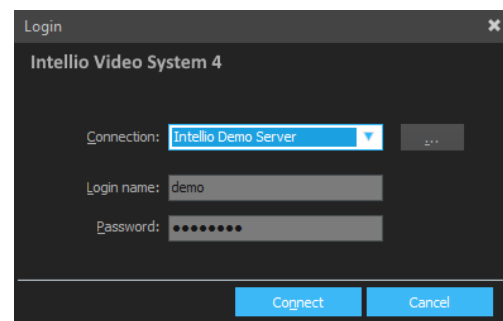 Login
Intellio Video System 4
Connection: Intellio Demo Server ...
Login name: demo
Password: ●●●●●●●●
Connect Cancel